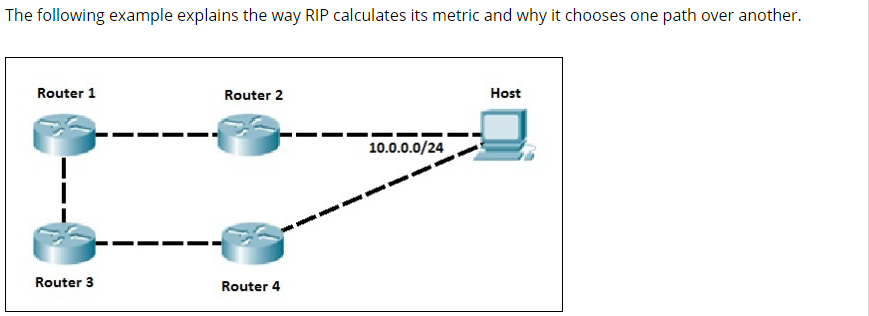 The following example explains the way RIP calculates its metric and why it chooses one path over another.
Router 1
Router 2
Host
10.0.0.0/24
Router 3
Router 4